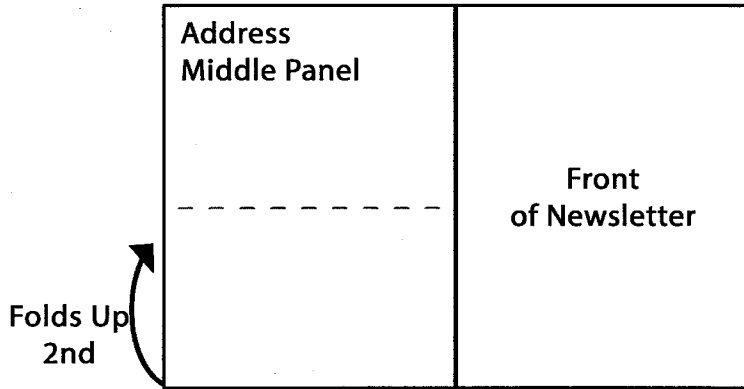 Address
Middle Panel
Front
of Newsletter
Folds Up
2nd